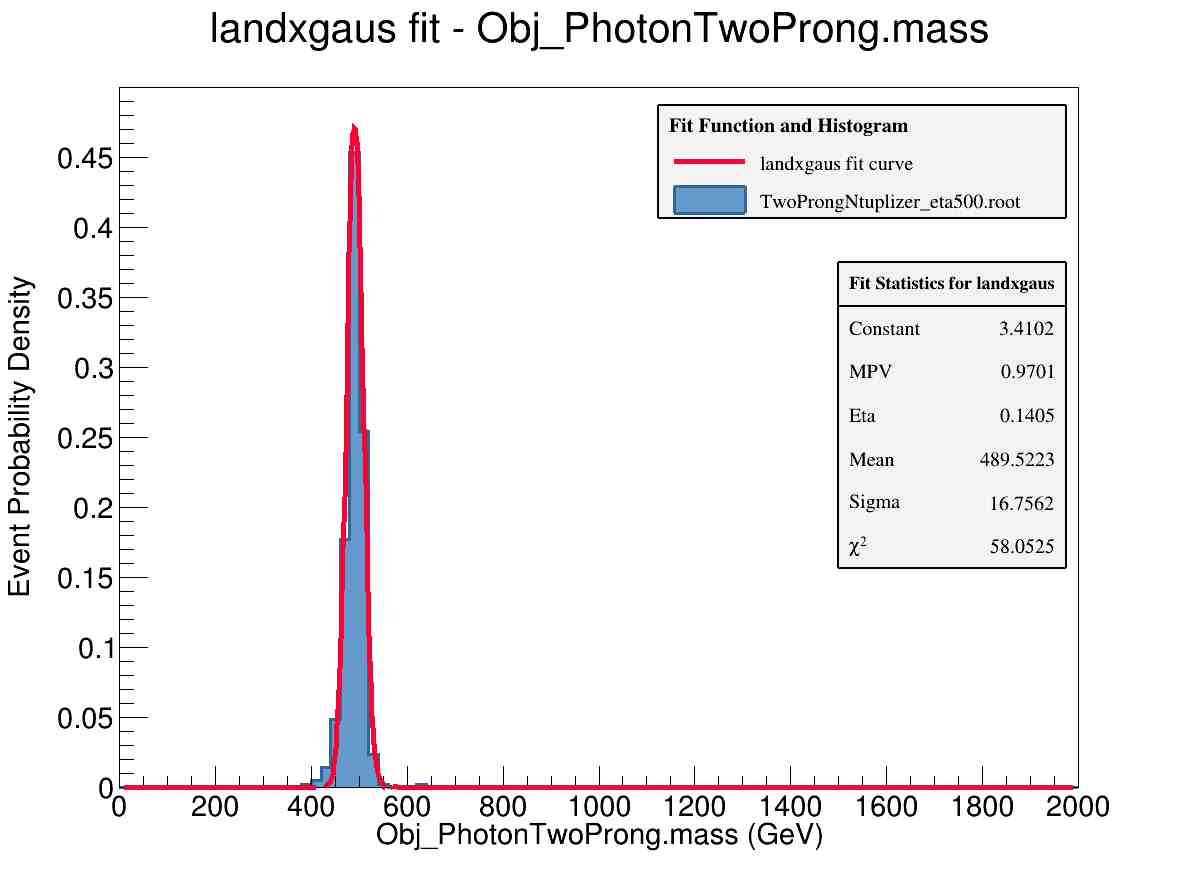 landxgaus fit - Obj_PhotonTwoProng.mass
Fit Function and Histogram
landxgaus fit curve
TwoProngNtuplizer_eta500.root
Fit Statistics for landxgaus
Constant 3.4102
MPV 0.9701
Eta 0.1405
Mean 489.5223
Sigma 16.7562
χ² 58.0525
Event Probability Density
0.45
0.4
0.35
0.3
0.25
0.2
0.15
0.1
0.05
0
0 200 400 600 800 1000 1200 1400 1600 1800 2000
Obj_PhotonTwoProng.mass (GeV)